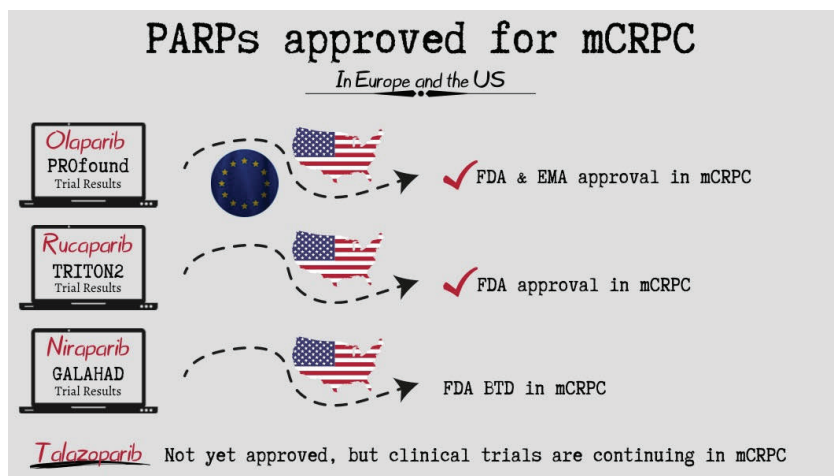 PARPs approved for mCRPC
In Europe and the US
Olaparib
PROfound
Trial Results
FDA & EMA approval in mCRPC
Rucaparib
TRITON2
Trial Results
FDA approval in mCRPC
Niraparib
GALAHAD
Trial Results
FDA BTD in mCRPC
Talazoparib Not yet approved, but clinical trials are continuing in mCRPC